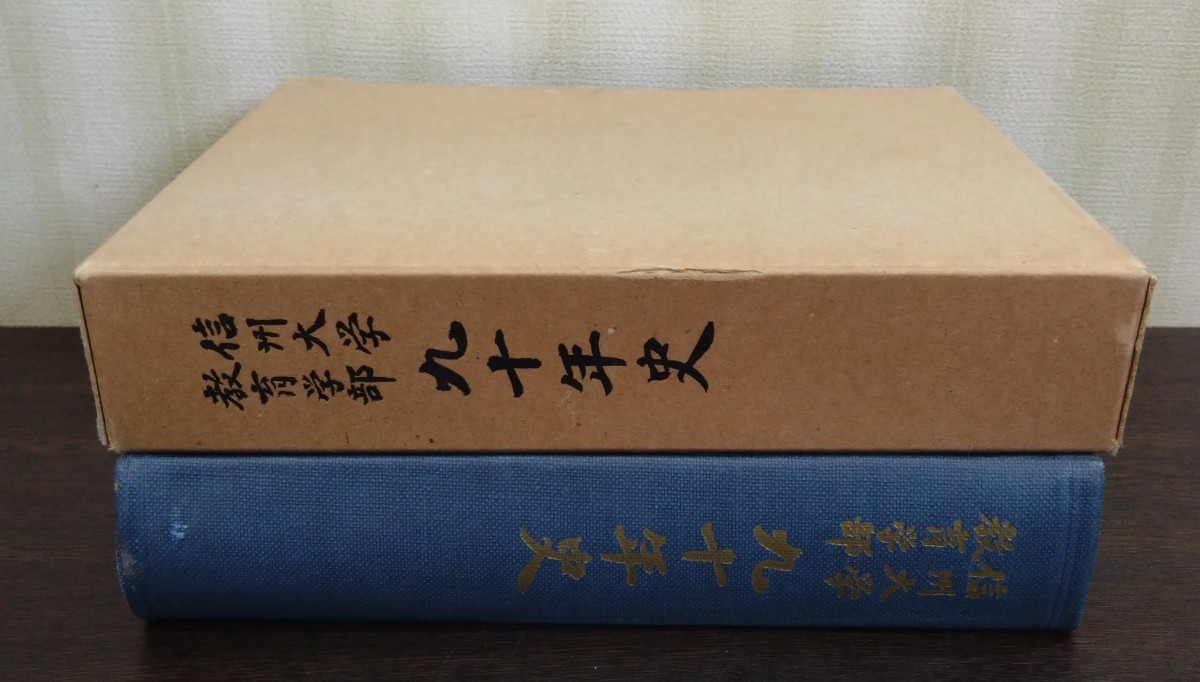 信州大学
教育学部
九十年史
信州大学
教育学部
九十年史